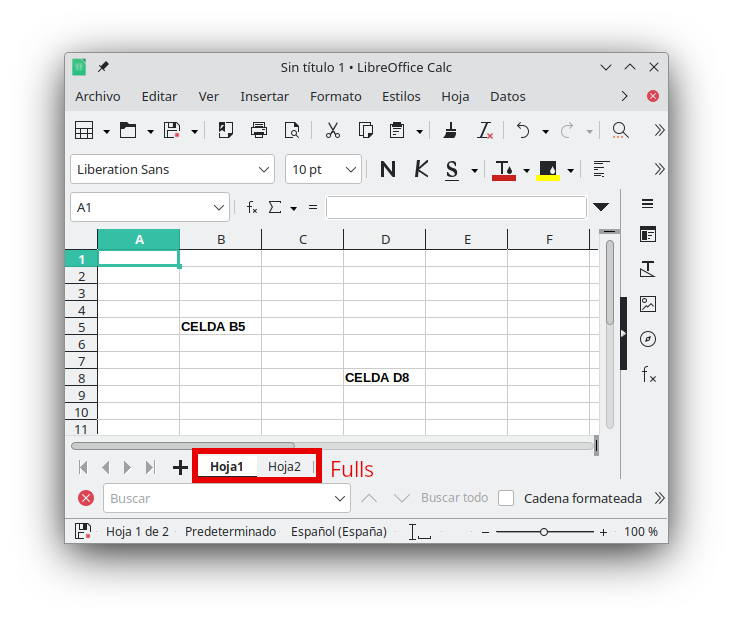 Sin título 1 • LibreOffice Calc
Archivo Editar Ver Insertar Formato Estilos Hoja Datos
Liberation Sans 10 pt N K S
A1 fx Σ =
A B C D E F
1
2
3
4
5 CELDA B5
6
7
8 CELDA D8
9
10
11
Hoja1 Hoja2 Fulls
Buscar Buscar todo Cadena formateada
Hoja 1 de 2 Predeterminado Español (España) 100 %